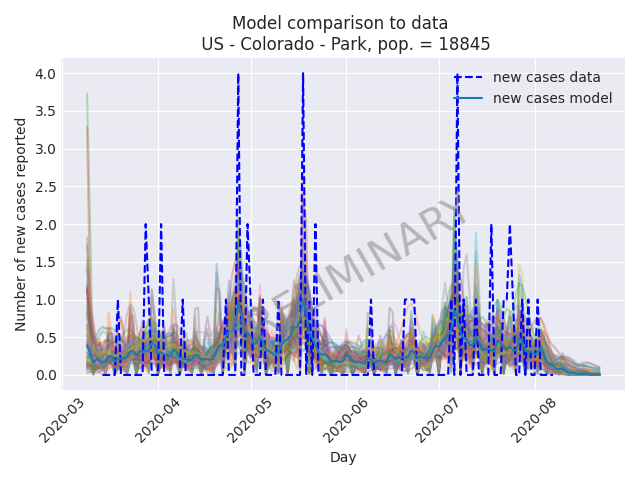 Model comparison to data
US - Colorado - Park, pop. = 18845
new cases data
new cases model
Number of new cases reported
4.0
3.5
3.0
2.5
2.0
1.5
1.0
0.5
0.0
PRELIMINARY
2020-03
2020-04
2020-05
2020-06
2020-07
2020-08
Day